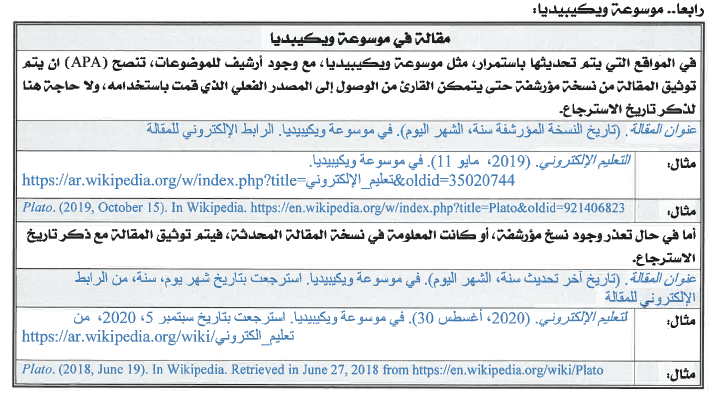 رابعا.. موسوعة ويكيبيديا:
مقالة في موسوعة ويكيبديا
في المواقع التي يتم تحديثها باستمرار، مثل موسوعة ويكيبيديا، مع وجود أرشيف للموضوعات، تنصح (APA) ان يتم
توثيق المقالة من نسخة مؤرشفة حتى يتمكن القارئ من الوصول إلى المصدر الفعلي الذي قمت باستخدامه، ولا حاجة هنا
لذكر تاريخ الاسترجاع.
عنوان المقالة. (تاريخ النسخة المؤرشفة سنة، الشهر اليوم). في موسوعة ويكيبيديا. الرابط الإلكتروني للمقالة
مثال: التعليم الإلكتروني. (2019، مايو 11). في موسوعة ويكيبيديا.
https://ar.wikipedia.org/w/index.php?title=تعليم_الإلكتروني&oldid=35020744
مثال: Plato. (2019, October 15). In Wikipedia. https://en.wikipedia.org/w/index.php?title=Plato&oldid=921406823
أما في حال تعذر وجود نسخ مؤرشفة، أو كانت المعلومة في نسخة المقالة المحدثة، فيتم توثيق المقالة مع ذكر تاريخ
الاسترجاع.
عنوان المقالة. (تاريخ آخر تحديث سنة، الشهر اليوم). في موسوعة ويكيبيديا. استرجعت بتاريخ شهر يوم، سنة، من الرابط
الإلكتروني للمقالة
مثال: لتعليم الإلكتروني. (2020، أغسطس 30). في موسوعة ويكيبيديا. استرجعت بتاريخ سبتمبر 5، 2020، من
https://ar.wikipedia.org/wiki/تعليم_الكتروني
مثال: Plato. (2018, June 19). In Wikipedia. Retrieved in June 27, 2018 from https://en.wikipedia.org/wiki/Plato